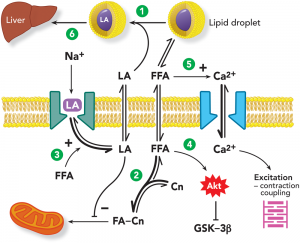 Liver
6
1
LA
Lipid droplet
Na⁺
LA
FFA
5
+
Ca²⁺
LA
+
3
FFA
LA
FFA
4
Ca²⁺
2
Cn
Akt
Excitation
– contraction
coupling
–
FA–Cn
GSK-3β